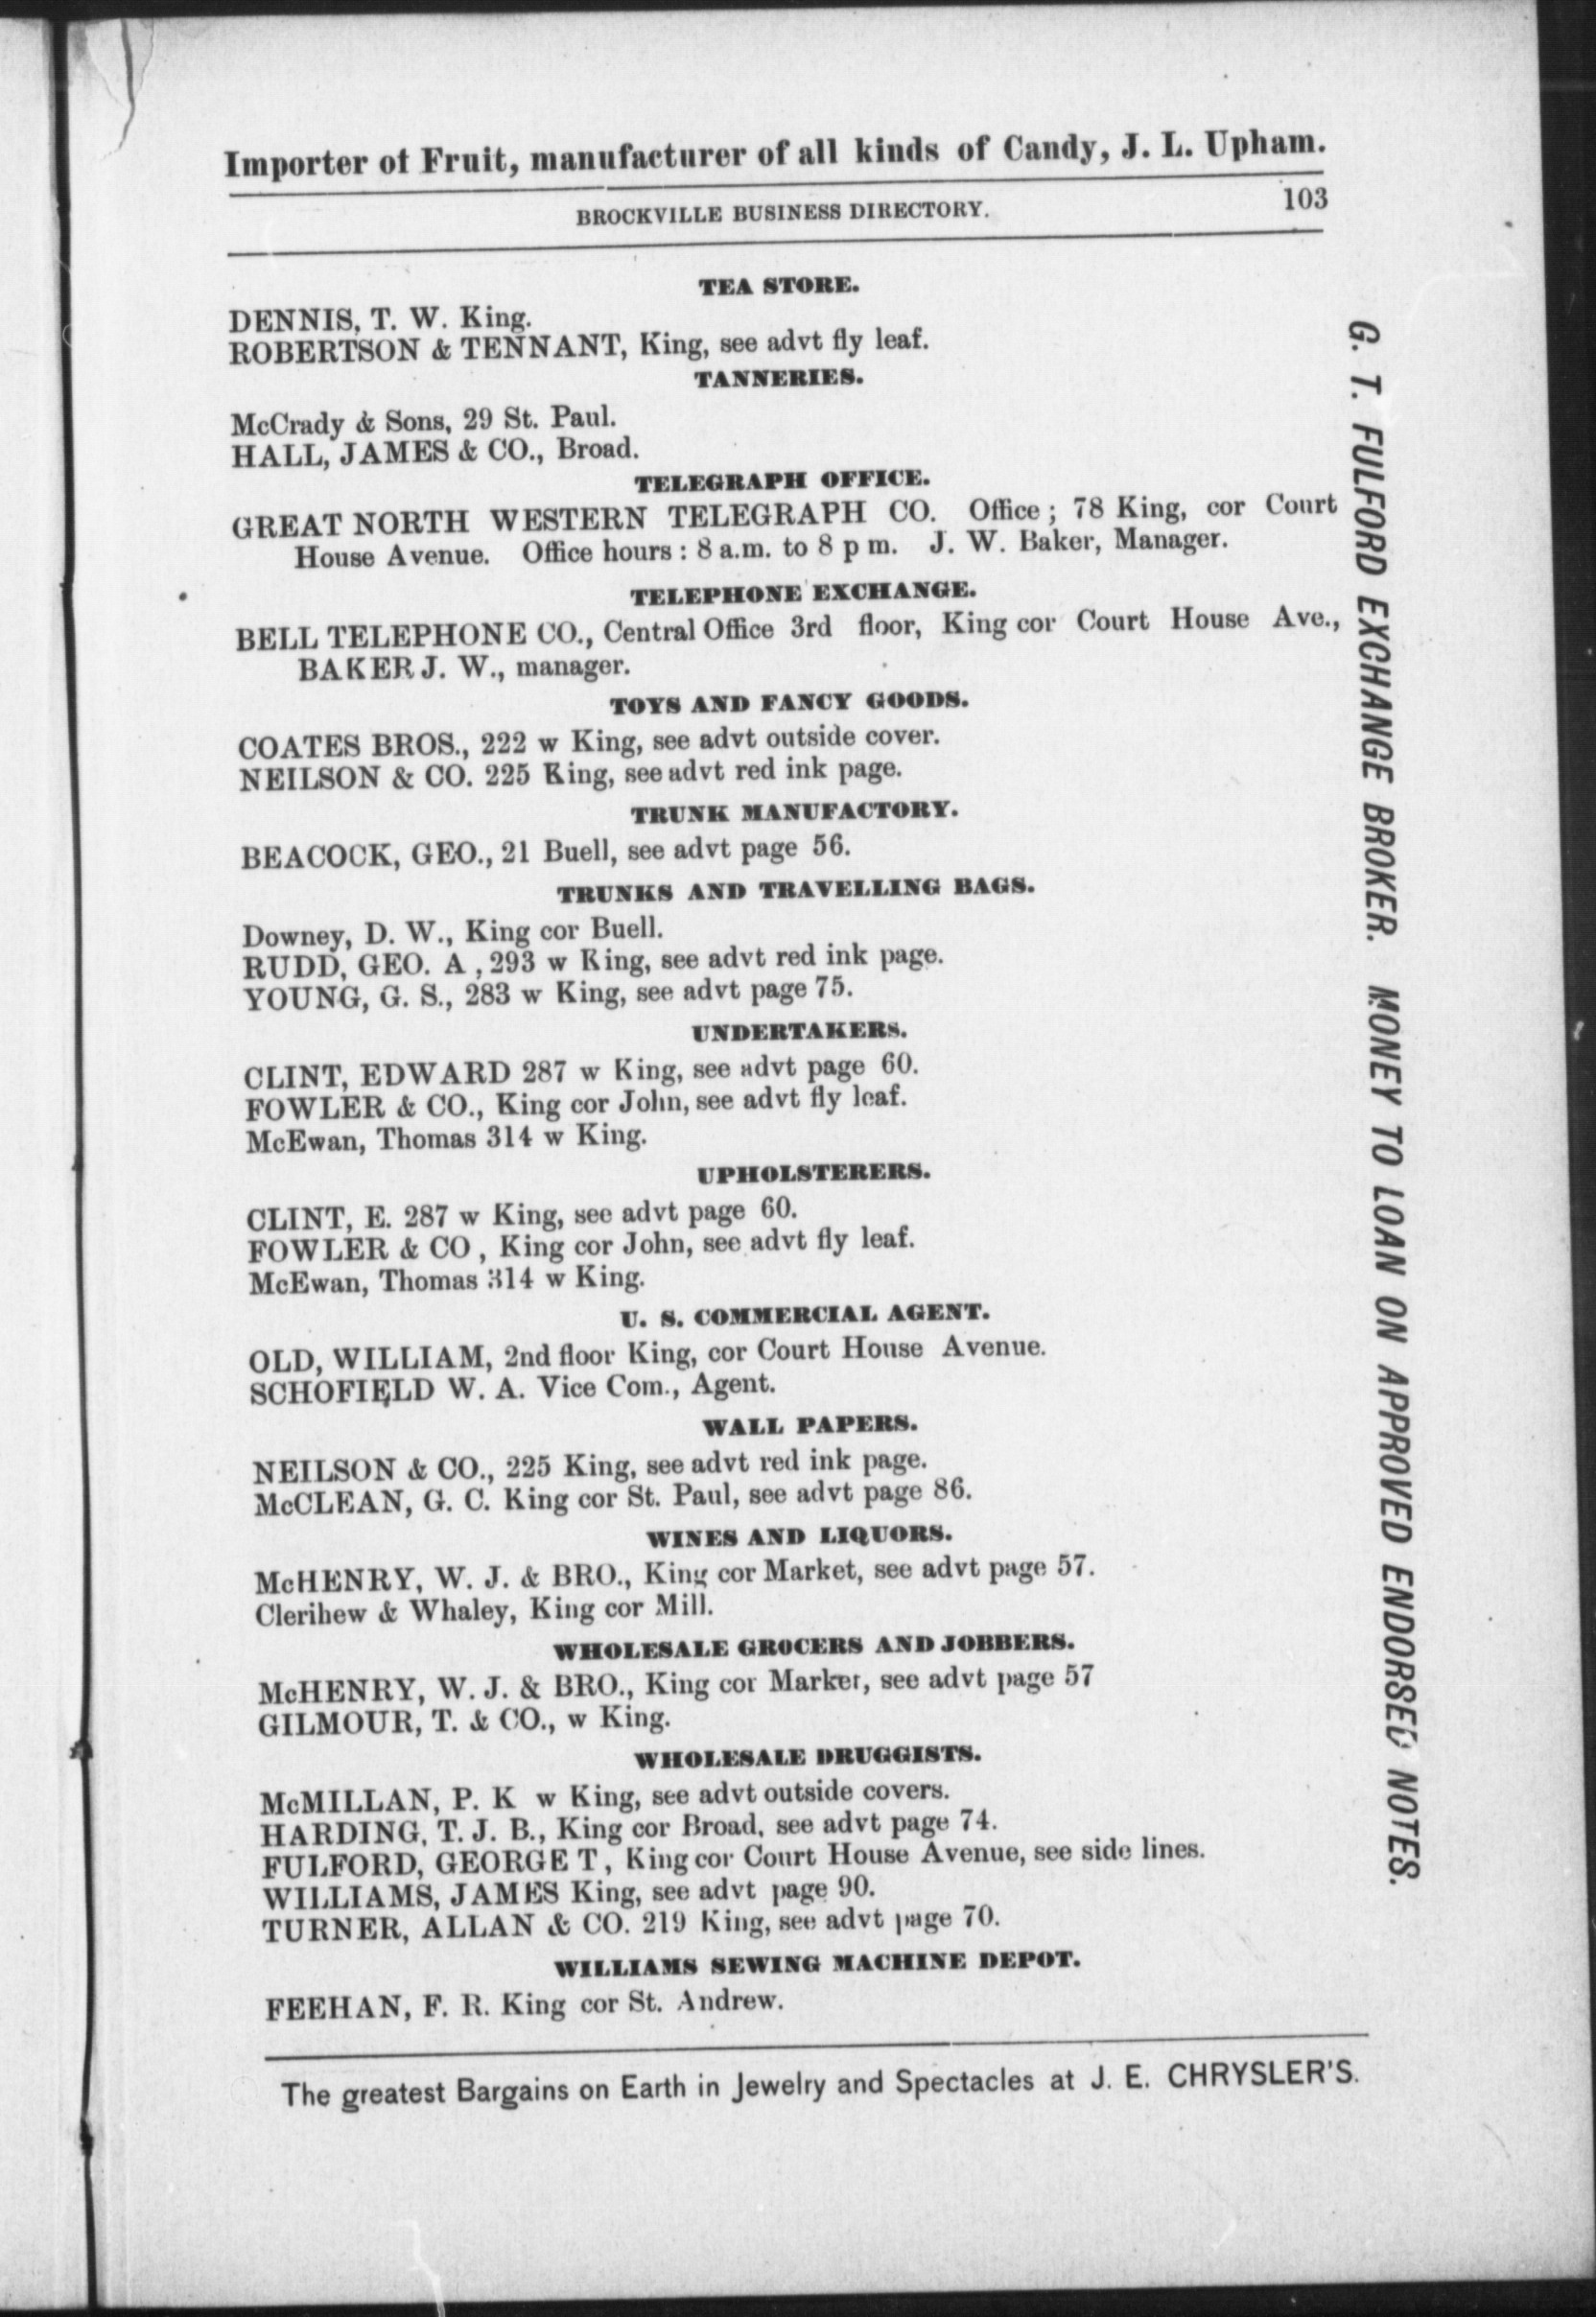 Importer of Fruit, manufacturer of all kinds of Candy, J. L. Upham.
BROCKVILLE BUSINESS DIRECTORY. 103
TEA STORE.
DENNIS, T. W. King.
ROBERTSON & TENNANT, King, see advt fly leaf.
TANNERIES.
McCrady & Sons, 29 St. Paul.
HALL, JAMES & CO., Broad.
TELEGRAPH OFFICE.
GREAT NORTH WESTERN TELEGRAPH CO. Office ; 78 King, cor Court
House Avenue. Office hours : 8 a.m. to 8 p m. J. W. Baker, Manager.
TELEPHONE EXCHANGE.
BELL TELEPHONE CO., Central Office 3rd floor, King cor Court House Ave.,
BAKER J. W., manager.
TOYS AND FANCY GOODS.
COATES BROS., 222 w King, see advt outside cover.
NEILSON & CO. 225 King, see advt red ink page.
TRUNK MANUFACTORY.
BEACOCK, GEO., 21 Buell, see advt page 56.
TRUNKS AND TRAVELLING BAGS.
Downey, D. W., King cor Buell.
RUDD, GEO. A , 293 w King, see advt red ink page.
YOUNG, G. S., 283 w King, see advt page 75.
UNDERTAKERS.
CLINT, EDWARD 287 w King, see advt page 60.
FOWLER & CO., King cor John, see advt fly leaf.
McEwan, Thomas 314 w King.
UPHOLSTERERS.
CLINT, E. 287 w King, see advt page 60.
FOWLER & CO , King cor John, see advt fly leaf.
McEwan, Thomas 314 w King.
U. S. COMMERCIAL AGENT.
OLD, WILLIAM, 2nd floor King, cor Court House Avenue.
SCHOFIELD W. A. Vice Com., Agent.
WALL PAPERS.
NEILSON & CO., 225 King, see advt red ink page.
McCLEAN, G. C. King cor St. Paul, see advt page 86.
WINES AND LIQUORS.
McHENRY, W. J. & BRO., King cor Market, see advt page 57.
Clerihew & Whaley, King cor Mill.
WHOLESALE GROCERS AND JOBBERS.
McHENRY, W. J. & BRO., King cor Market, see advt page 57
GILMOUR, T. & CO., w King.
WHOLESALE DRUGGISTS.
McMILLAN, P. K w King, see advt outside covers.
HARDING, T. J. B., King cor Broad, see advt page 74.
FULFORD, GEORGE T , King cor Court House Avenue, see side lines.
WILLIAMS, JAMES King, see advt page 90.
TURNER, ALLAN & CO. 219 King, see advt page 70.
WILLIAMS SEWING MACHINE DEPOT.
FEEHAN, F. R. King cor St. Andrew.
The greatest Bargains on Earth in Jewelry and Spectacles at J. E. CHRYSLER'S.
G. T. FULFORD EXCHANGE BROKER. MONEY TO LOAN ON APPROVED ENDORSED NOTES.